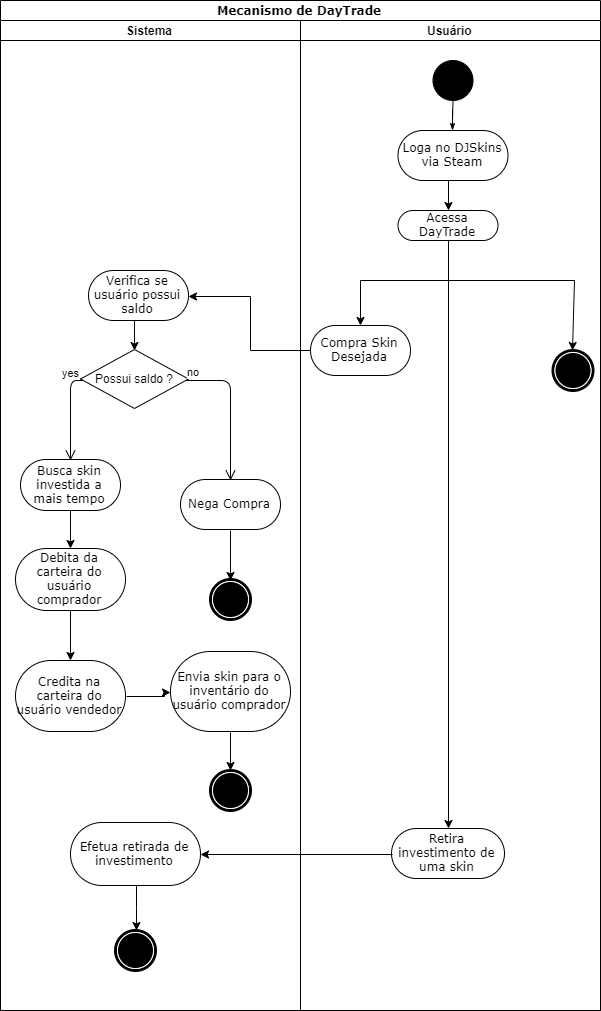 Mecanismo de DayTrade
Sistema
Usuário
Loga no DJSkins
via Steam
Acessa
DayTrade
Verifica se
usuário possui
saldo
Compra Skin
Desejada
yes
Possui saldo ?
no
Busca skin
investida a
mais tempo
Nega Compra
Debita da
carteira do
usuário
comprador
Credita na
carteira do
usuário vendedor
Envia skin para o
inventário do
usuário comprador
Efetua retirada de
investimento
Retira
investimento de
uma skin